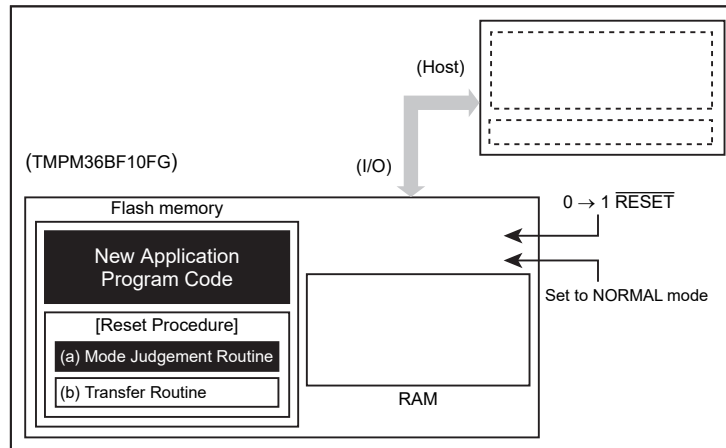 (Host)
(TMPM36BF10FG)
(I/O)
0 → 1 RESET
Flash memory
New Application
Program Code
Set to NORMAL mode
[Reset Procedure]
(a) Mode Judgement Routine
(b) Transfer Routine
RAM